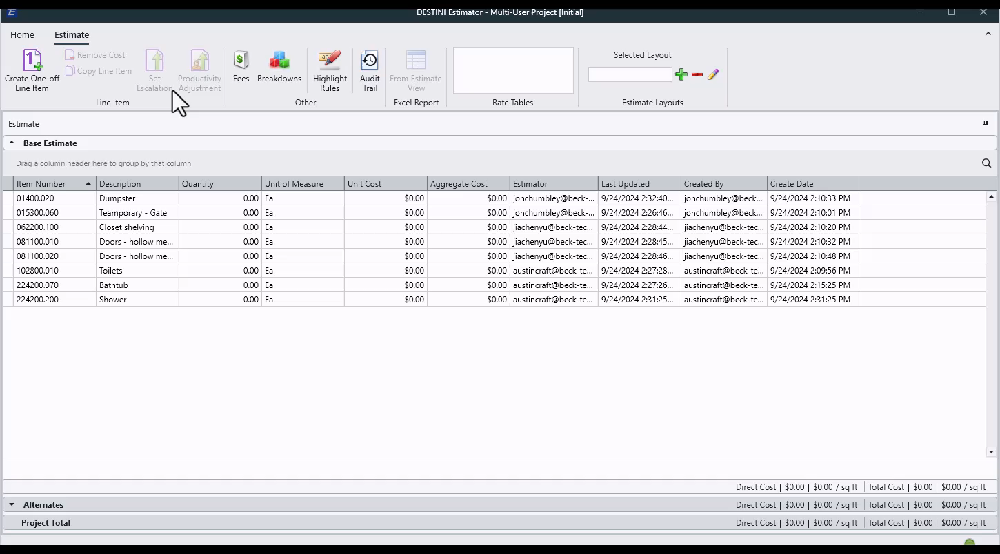 E
DESTINI Estimator - Multi-User Project [Initial]
Home Estimate
Create One-off Line Item
Remove Cost
Copy Line Item
Set Escalation
Productivity Adjustment
Line Item
Fees
Breakdowns
Highlight Rules
Audit Trail
Other
From Estimate View
Excel Report
Rate Tables
Selected Layout
Estimate Layouts
Estimate
Base Estimate
Drag a column header here to group by that column
Item Number Description Quantity Unit of Measure Unit Cost Aggregate Cost Estimator Last Updated Created By Create Date
01400.020 Dumpster 0.00 Ea. $0.00 $0.00 jonchumbley@beck-... 9/24/2024 2:32:40... jonchumbley@beck... 9/24/2024 2:10:33 PM
015300.060 Teamporary - Gate 0.00 Ea. $0.00 $0.00 jonchumbley@beck-... 9/24/2024 2:26:46... jonchumbley@beck... 9/24/2024 2:10:01 PM
062200.100 Closet shelving 0.00 Ea. $0.00 $0.00 jiachenyu@beck-tec... 9/24/2024 2:28:44... jiachenyu@beck-tec... 9/24/2024 2:10:20 PM
081100.010 Doors - hollow me... 0.00 Ea. $0.00 $0.00 jiachenyu@beck-tec... 9/24/2024 2:28:45... jiachenyu@beck-tec... 9/24/2024 2:10:32 PM
081100.020 Doors - hollow me... 0.00 Ea. $0.00 $0.00 jiachenyu@beck-tec... 9/24/2024 2:28:46... jiachenyu@beck-tec... 9/24/2024 2:10:48 PM
102800.010 Toilets 0.00 Ea. $0.00 $0.00 austincraft@beck-te... 9/24/2024 2:27:28... austincraft@beck-te... 9/24/2024 2:09:56 PM
224200.070 Bathtub 0.00 Ea. $0.00 $0.00 austincraft@beck-te... 9/24/2024 2:27:26... austincraft@beck-te... 9/24/2024 2:15:25 PM
224200.200 Shower 0.00 Ea. $0.00 $0.00 austincraft@beck-te... 9/24/2024 2:31:25... austincraft@beck-te... 9/24/2024 2:31:25 PM
Direct Cost | $0.00 | $0.00 / sq ft Total Cost | $0.00 | $0.00 / sq ft
Alternates Direct Cost | $0.00 | $0.00 / sq ft Total Cost | $0.00 | $0.00 / sq ft
Project Total Direct Cost | $0.00 | $0.00 / sq ft Total Cost | $0.00 | $0.00 / sq ft